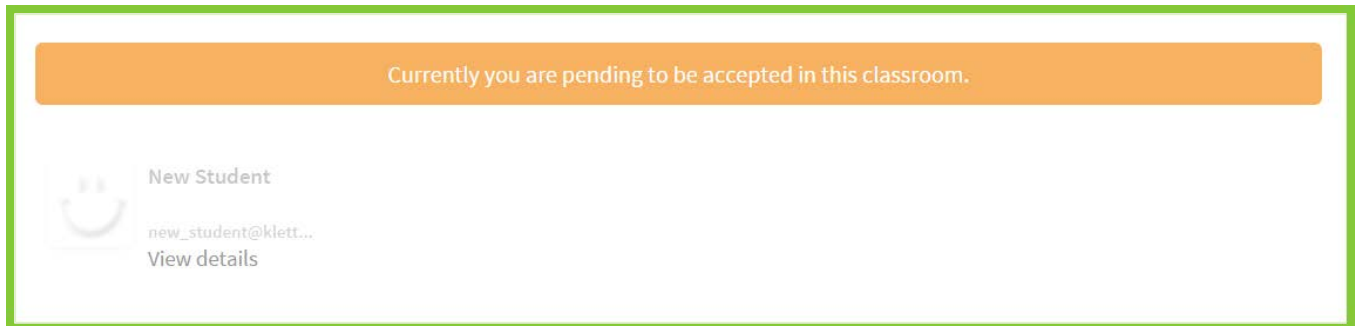 Currently you are pending to be accepted in this classroom.
New Student
new_student@klett...
View details